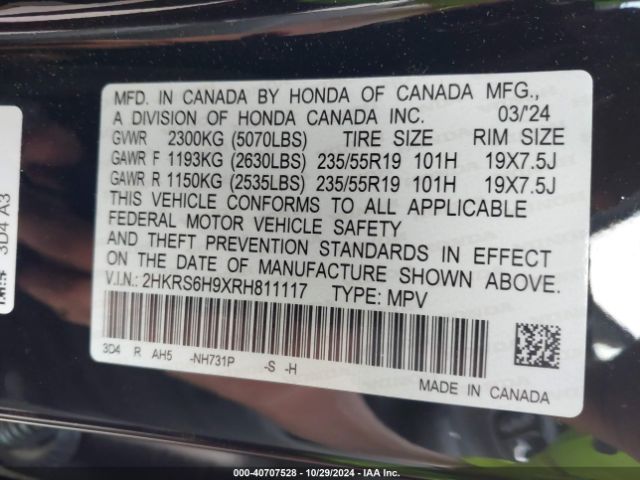 MFD. IN CANADA BY HONDA OF CANADA MFG.,
A DIVISION OF HONDA CANADA INC. 03/'24
GVWR 2300KG (5070LBS) TIRE SIZE RIM SIZE
GAWR F 1193KG (2630LBS) 235/55R19 101H 19X7.5J
GAWR R 1150KG (2535LBS) 235/55R19 101H 19X7.5J
THIS VEHICLE CONFORMS TO ALL APPLICABLE
FEDERAL MOTOR VEHICLE SAFETY
AND THEFT PREVENTION STANDARDS IN EFFECT
ON THE DATE OF MANUFACTURE SHOWN ABOVE.
V.I.N.: 2HKRS6H9XRH811117 TYPE: MPV
3D4 R AH5 -NH731P -S -H
MADE IN CANADA
3D4 A3
000-40707528 - 10/29/2024 - IAA Inc.